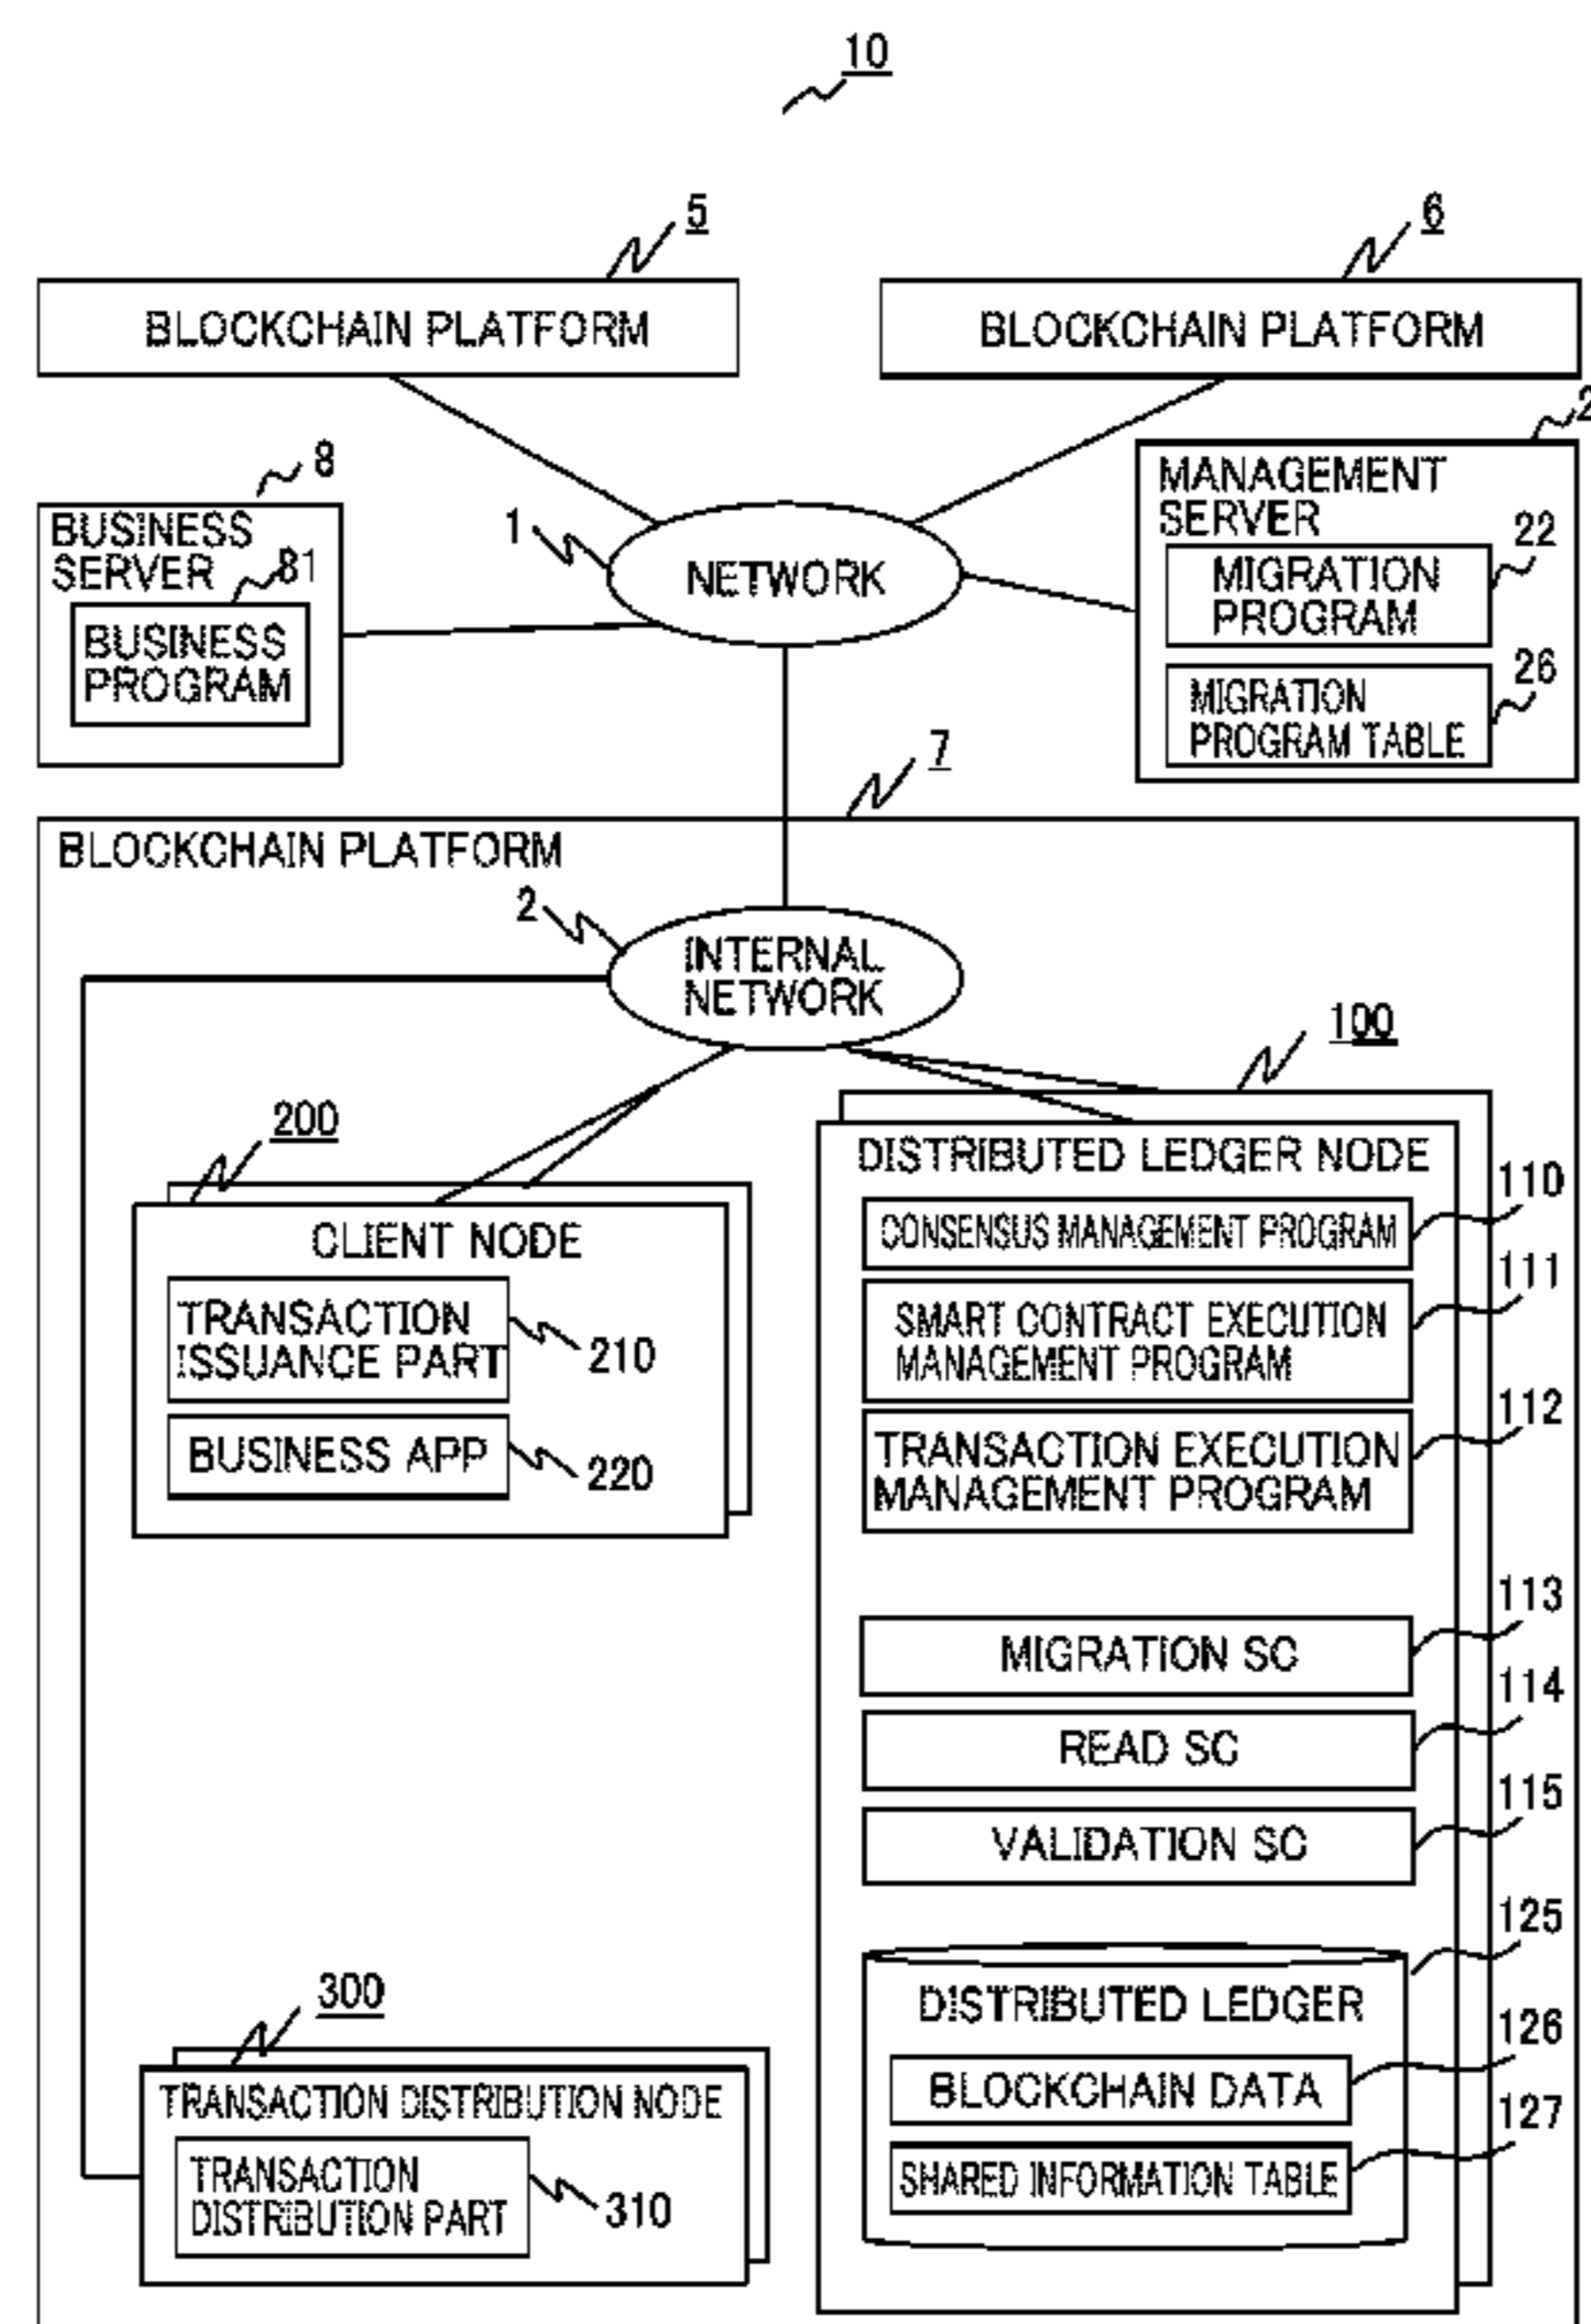 10
5
6
BLOCKCHAIN PLATFORM
BLOCKCHAIN PLATFORM
8
BUSINESS
SERVER
81
BUSINESS
PROGRAM
1
NETWORK
MANAGEMENT
SERVER
22
MIGRATION
PROGRAM
26
MIGRATION
PROGRAM TABLE
7
BLOCKCHAIN PLATFORM
2
INTERNAL
NETWORK
200
CLIENT NODE
TRANSACTION
ISSUANCE PART
210
BUSINESS APP
220
100
DISTRIBUTED LEDGER NODE
110
CONSENSUS MANAGEMENT PROGRAM
111
SMART CONTRACT EXECUTION
MANAGEMENT PROGRAM
112
TRANSACTION EXECUTION
MANAGEMENT PROGRAM
113
MIGRATION SC
114
READ SC
115
VALIDATION SC
125
DISTRIBUTED LEDGER
126
BLOCKCHAIN DATA
127
SHARED INFORMATION TABLE
300
TRANSACTION DISTRIBUTION NODE
TRANSACTION
DISTRIBUTION PART
310